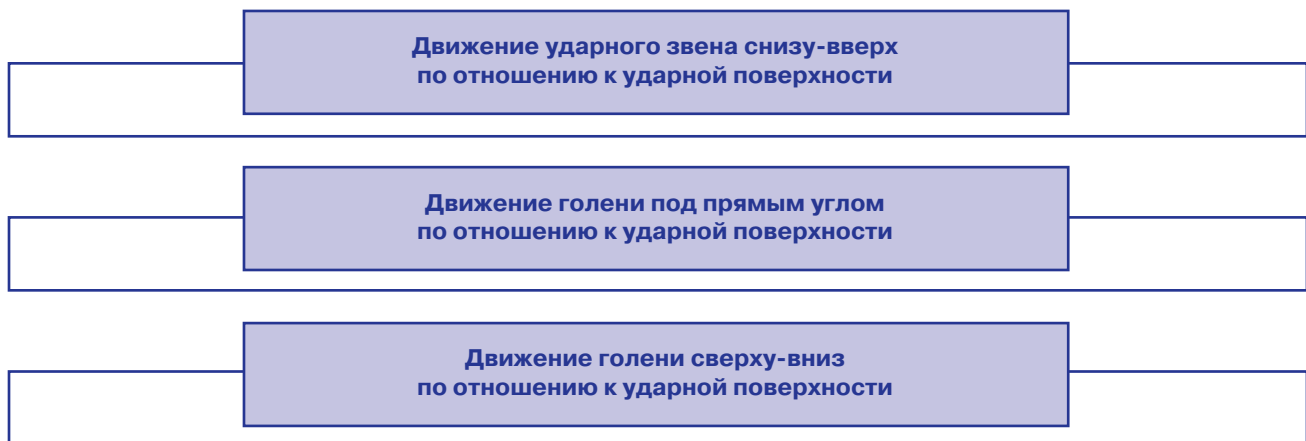 Движение ударного звена снизу-вверх
по отношению к ударной поверхности
Движение голени под прямым углом
по отношению к ударной поверхности
Движение голени сверху-вниз
по отношению к ударной поверхности